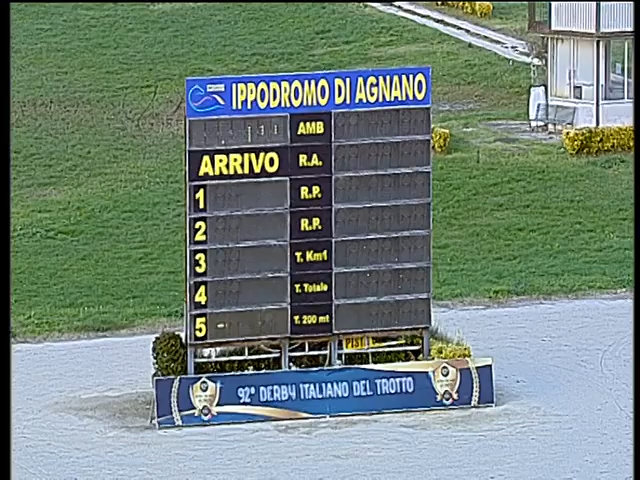 IPPODROMO DI AGNANO
AMB
ARRIVO R.A.
1 R.P.
2 R.P.
3 T. Km1
4 T. Totale
5 T. 200 mt
92° DERBY ITALIANO DEL TROTTO